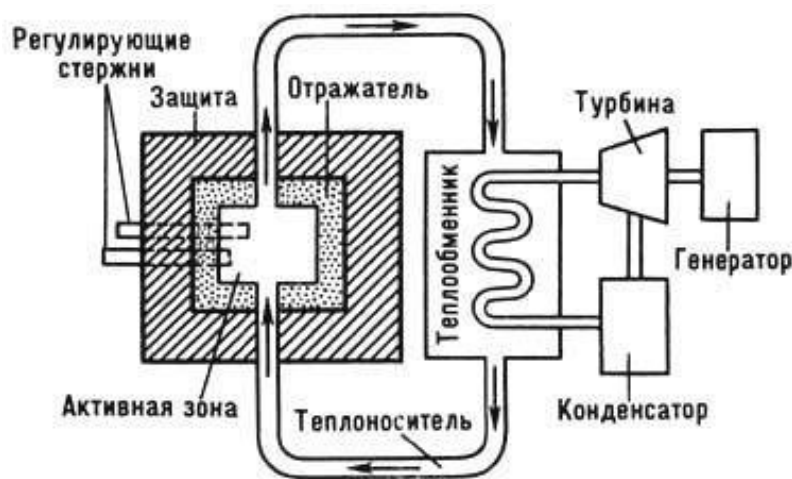 Регулирующие
стержни
Защита
Отражатель
Турбина
Теплообменник
Генератор
Активная зона
Теплоноситель
Конденсатор